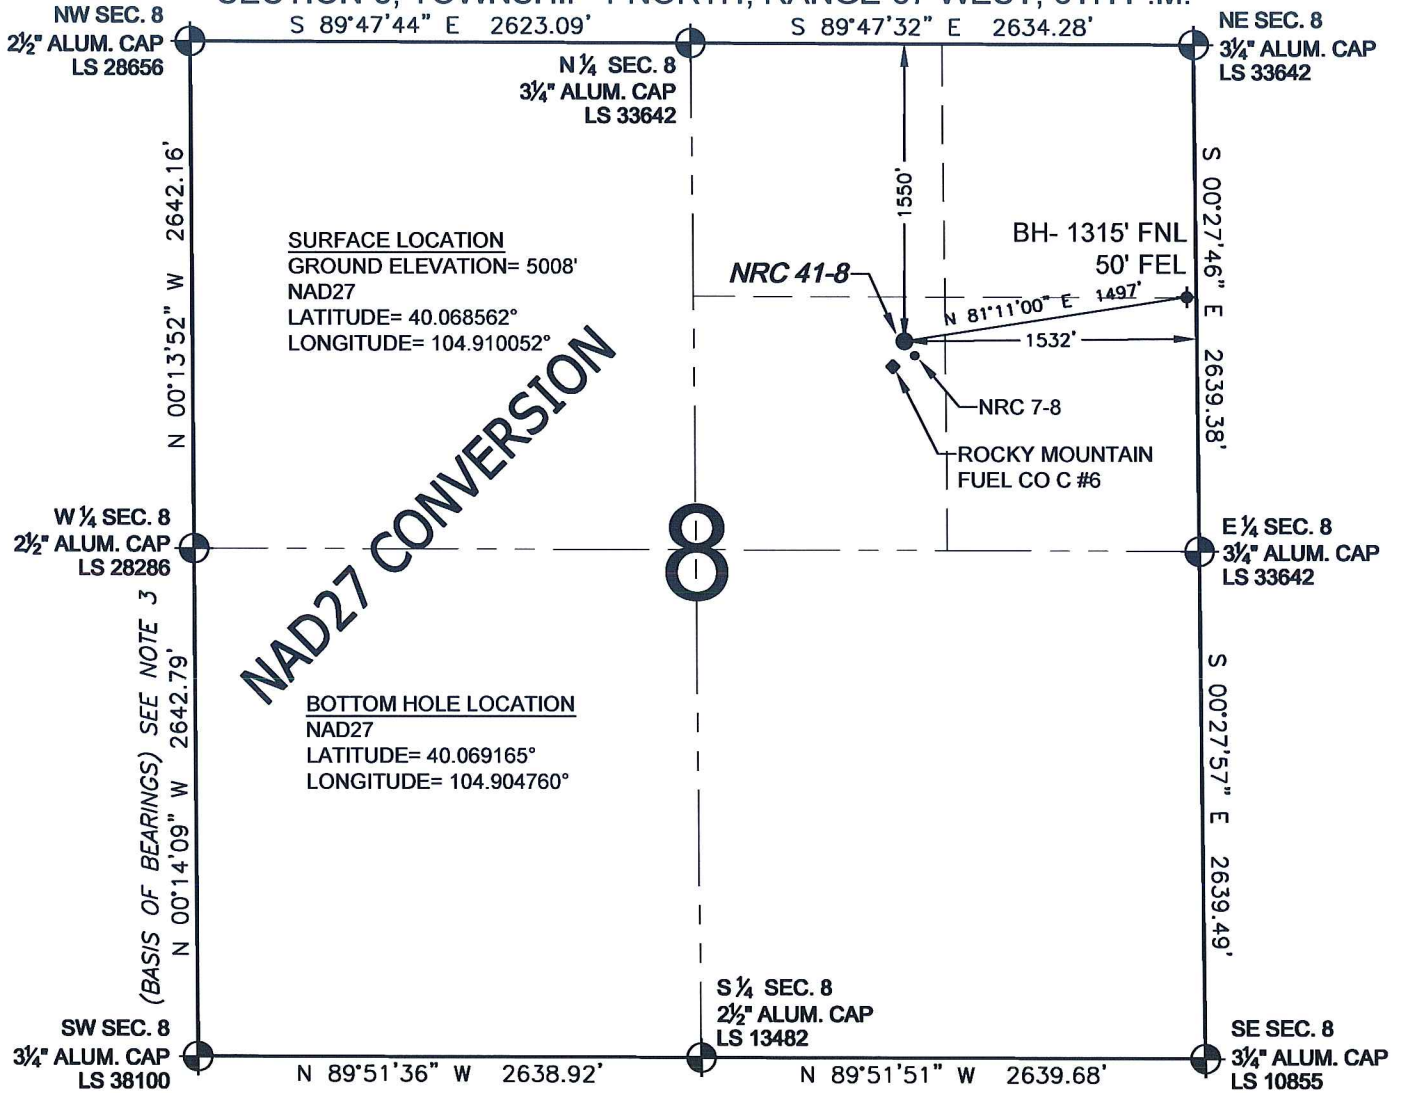 S 89°47'44" E 2623.09'
S 89°47'32" E 2634.28'
NW SEC. 8
2½" ALUM. CAP
LS 28656
N ¼ SEC. 8
3¼" ALUM. CAP
LS 33642
NE SEC. 8
3¼" ALUM. CAP
LS 33642
N 00°13'52" W 2642.16'
SURFACE LOCATION
GROUND ELEVATION= 5008'
NAD27
LATITUDE= 40.068562°
LONGITUDE= 104.910052°
1550'
S 00°27'46" E 2639.38'
BH- 1315' FNL
50' FEL
NRC 41-8
N 81°11'00" E 1497'
1532'
NRC 7-8
ROCKY MOUNTAIN
FUEL CO C #6
NAD27 CONVERSION
W ¼ SEC. 8
2½" ALUM. CAP
LS 28286
8
E ¼ SEC. 8
3¼" ALUM. CAP
LS 33642
(BASIS OF BEARINGS) SEE NOTE 3
N 00°14'09" W 2642.79'
BOTTOM HOLE LOCATION
NAD27
LATITUDE= 40.069165°
LONGITUDE= 104.904760°
S 00°27'57" E 2639.49'
SW SEC. 8
3¼" ALUM. CAP
LS 38100
S ¼ SEC. 8
2½" ALUM. CAP
LS 13482
SE SEC. 8
3¼" ALUM. CAP
LS 10855
N 89°51'36" W 2638.92'
N 89°51'51" W 2639.68'